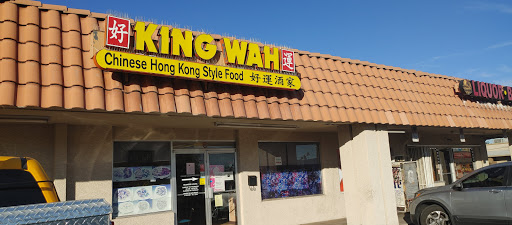 好 KING WAH 運
Chinese Hong Kong Style Food 好運酒家
LIQUOR